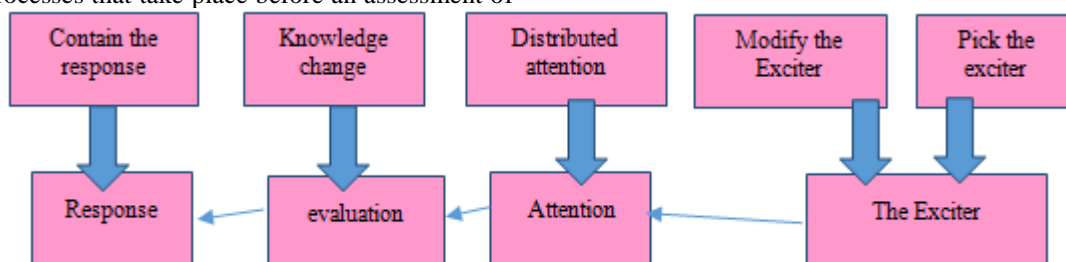 rocesses that take place before an assessment of
Contain the
response
Knowledge
change
Distributed
attention
Modify the
Exciter
Pick the
exciter
Response
evaluation
Attention
The Exciter